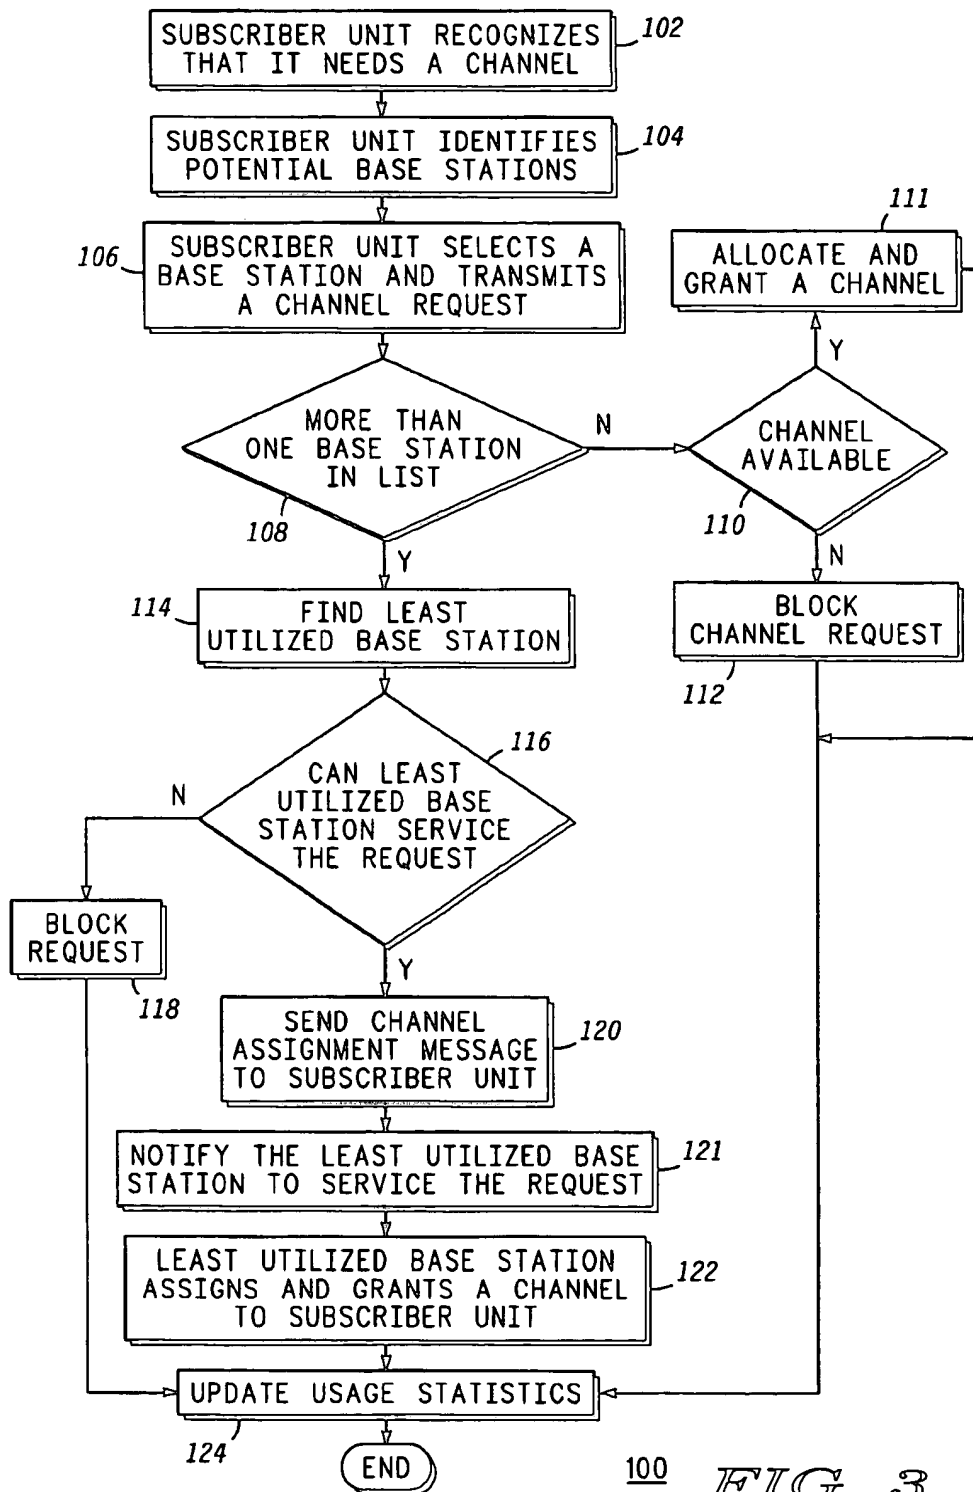 SUBSCRIBER UNIT RECOGNIZES
THAT IT NEEDS A CHANNEL
102
SUBSCRIBER UNIT IDENTIFIES
POTENTIAL BASE STATIONS
104
106
SUBSCRIBER UNIT SELECTS A
BASE STATION AND TRANSMITS
A CHANNEL REQUEST
111
ALLOCATE AND
GRANT A CHANNEL
Y
MORE THAN
ONE BASE STATION
IN LIST
108
N
CHANNEL
AVAILABLE
110
Y
N
114
FIND LEAST
UTILIZED BASE STATION
BLOCK
CHANNEL REQUEST
112
116
CAN LEAST
UTILIZED BASE
STATION SERVICE
THE REQUEST
N
BLOCK
REQUEST
118
Y
SEND CHANNEL
ASSIGNMENT MESSAGE
TO SUBSCRIBER UNIT
120
NOTIFY THE LEAST UTILIZED BASE
STATION TO SERVICE THE REQUEST
121
LEAST UTILIZED BASE STATION
ASSIGNS AND GRANTS A CHANNEL
TO SUBSCRIBER UNIT
122
UPDATE USAGE STATISTICS
124
END
100
FIG. 3